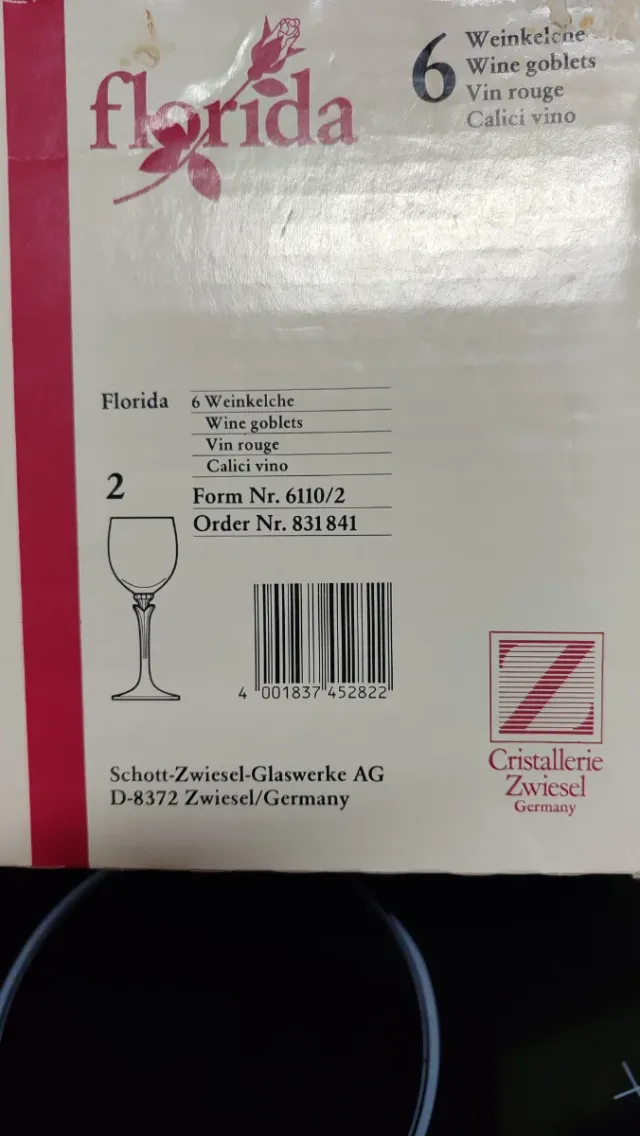 florida
6
Weinkelche
Wine goblets
Vin rouge
Calici vino
Florida
6 Weinkelche
Wine goblets
Vin rouge
Calici vino
2
Form Nr. 6110/2
Order Nr. 831841
4 001837 452822
Schott-Zwiesel-Glaswerke AG
D-8372 Zwiesel/Germany
Z
Cristallerie
Zwiesel
Germany